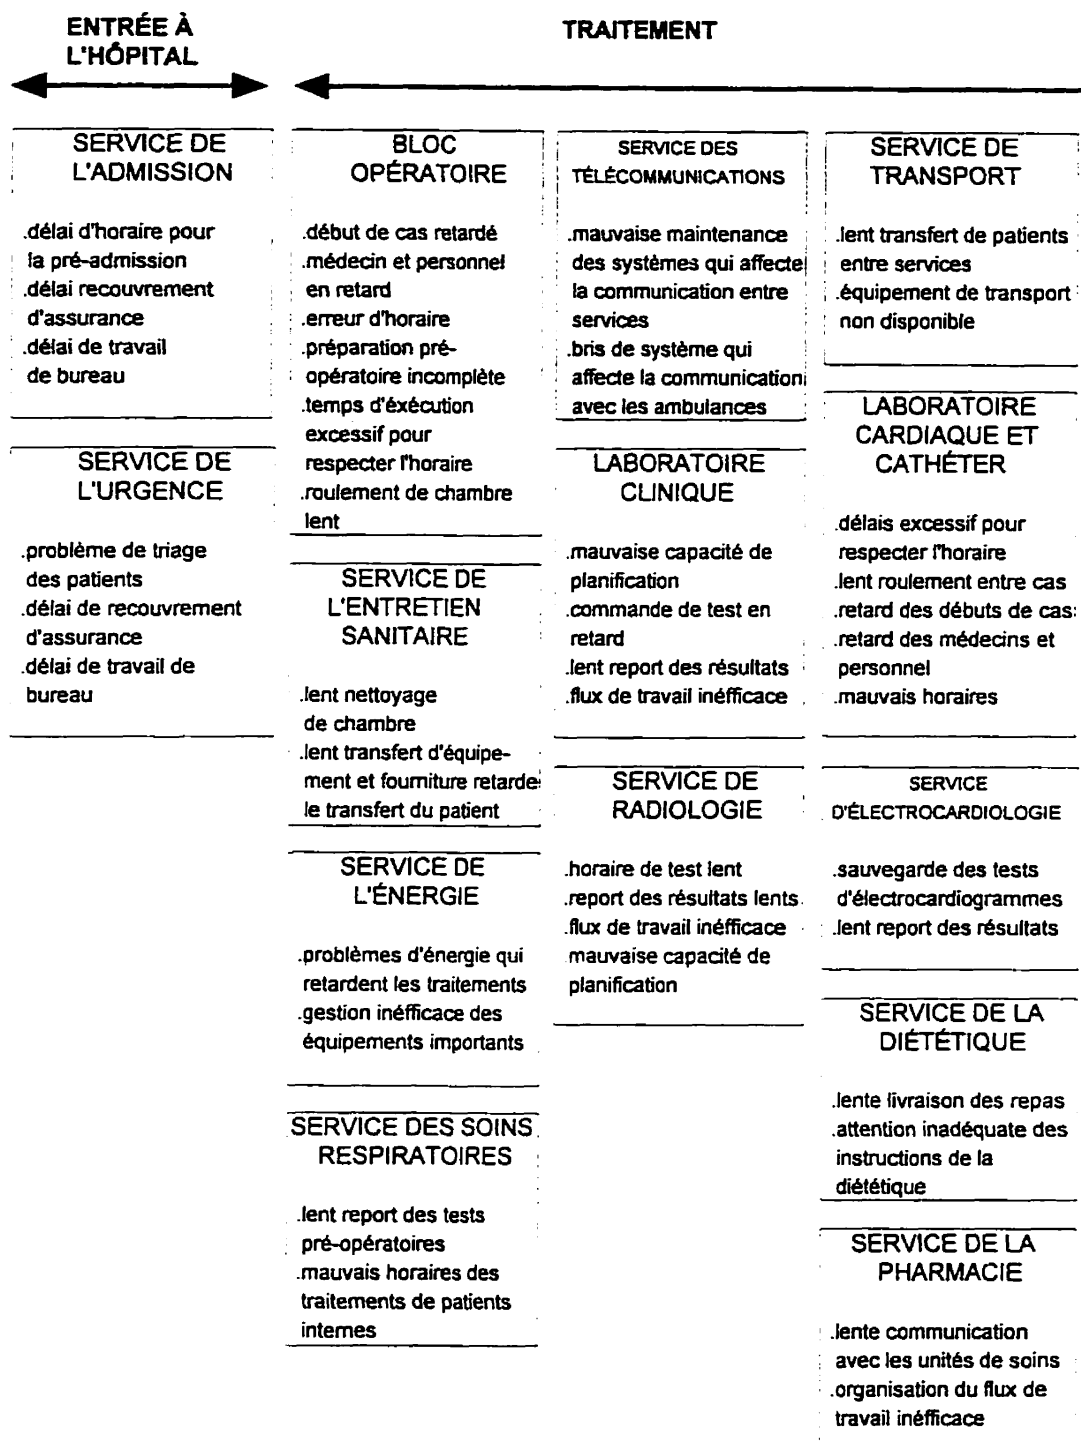 ENTRÉE À
L'HÔPITAL
TRAITEMENT
SERVICE DE
L'ADMISSION
.délai d'horaire pour
la pré-admission
.délai recouvrement
d'assurance
.délai de travail
de bureau
SERVICE DE
L'URGENCE
.problème de triage
des patients
.délai de recouvrement
d'assurance
.délai de travail de
bureau
BLOC
OPÉRATOIRE
.début de cas retardé
.médecin et personnel
en retard
.erreur d'horaire
.préparation pré-
opératoire incomplète
.temps d'éxécution
excessif pour
respecter l'horaire
.roulement de chambre
lent
SERVICE DE
L'ENTRETIEN
SANITAIRE
.lent nettoyage
de chambre
.lent transfert d'équipe-
ment et fourniture retarde
le transfert du patient
SERVICE DE
L'ÉNERGIE
.problèmes d'énergie qui
retardent les traitements
.gestion inéfficace des
équipements importants
SERVICE DES SOINS
RESPIRATOIRES
.lent report des tests
pré-opératoires
.mauvais horaires des
traitements de patients
internes
SERVICE DES
TÉLÉCOMMUNICATIONS
.mauvaise maintenance
des systèmes qui affecte
la communication entre
services
.bris de système qui
affecte la communication
avec les ambulances
LABORATOIRE
CLINIQUE
.mauvaise capacité de
planification
.commande de test en
retard
.lent report des résultats
.flux de travail inéfficace
SERVICE DE
RADIOLOGIE
.horaire de test lent
.report des résultats lents
.flux de travail inéfficace
mauvaise capacité de
planification
SERVICE DE
TRANSPORT
.lent transfert de patients
entre services
.équipement de transport
non disponible
LABORATOIRE
CARDIAQUE ET
CATHÉTER
.délais excessif pour
respecter l'horaire
.lent roulement entre cas
.retard des débuts de cas
.retard des médecins et
personnel
.mauvais horaires
SERVICE
D'ÉLECTROCARDIOLOGIE
.sauvegarde des tests
d'électrocardiogrammes
.lent report des résultats
SERVICE DE LA
DIÉTÉTIQUE
.lente livraison des repas
.attention inadéquate des
instructions de la
diététique
SERVICE DE LA
PHARMACIE
.lente communication
avec les unités de soins
.organisation du flux de
travail inéfficace